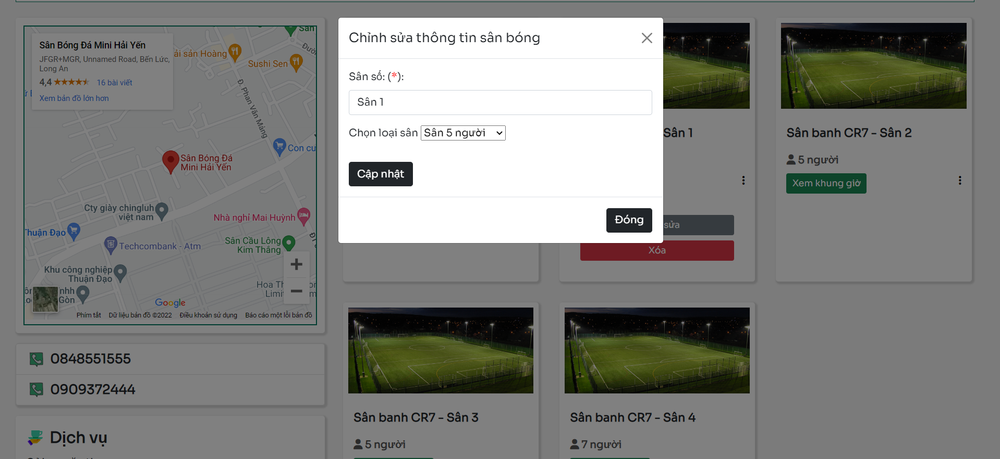 Sân Bóng Đá Mini Hải Yến
JFGR+MGR, Unnamed Road, Bến Lức,
Long An
4,4
16 bài viết
Xem bản đồ lớn hơn
ải sản Hoàng
Sân
Sushi Sen
Đườ
Đ. Phan Văn Mảng
Con cư
Sân Bóng Đá
Mini Hải Yến
Cty giày chingluh
việt nam
Nhà nghỉ Mai Huỳnh
Thuận Đạo
Techcombank - Atm
Sân Cầu Lông
Kim Thắng
Khu công nghiệp
Thuận Đạo
Gòn
Hoa Th
Limit
Google
Phím tắt
Dữ liệu bản đồ ©2022
Điều khoản sử dụng
Báo cáo một lỗi bản đồ
0848551555
0909372444
Dịch vụ
Chỉnh sửa thông tin sân bóng
Sân số: (*):
Sân 1
Chọn loại sân Sân 5 người
Cập nhật
Đóng
Sân 1
sửa
Xóa
Sân banh CR7 - Sân 2
5 người
Xem khung giờ
Sân banh CR7 - Sân 3
5 người
Sân banh CR7 - Sân 4
7 người